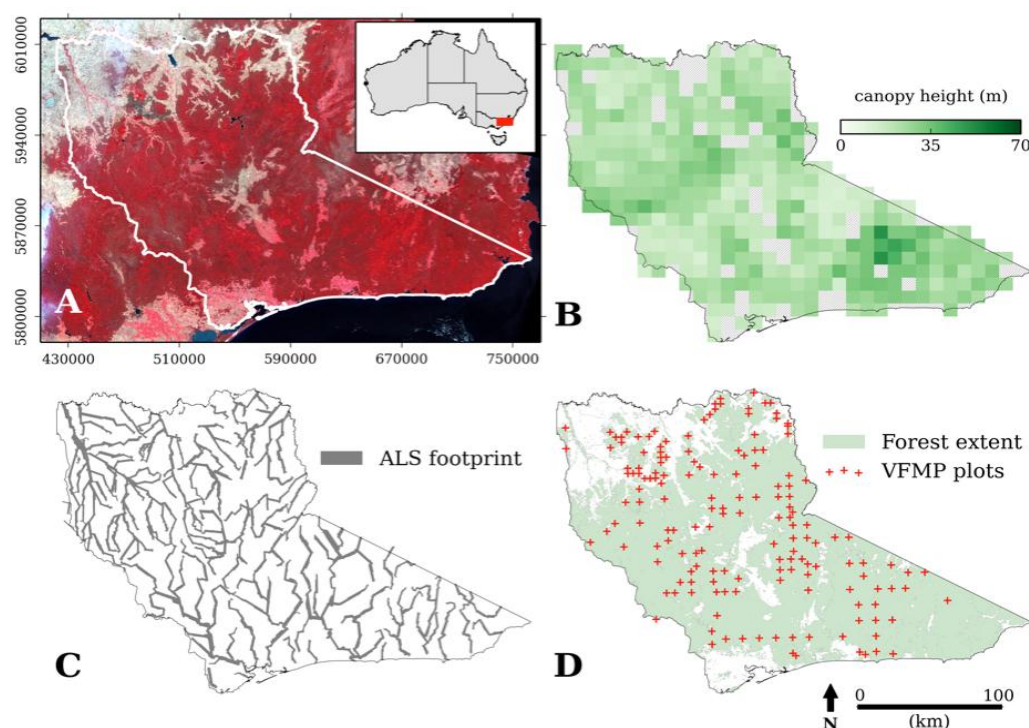 6010000
5940000
5870000
5800000
430000
510000
590000
670000
750000
A
canopy height (m)
0
35
70
B
ALS footprint
C
Forest extent
VFMP plots
D
N
0
100
(km)